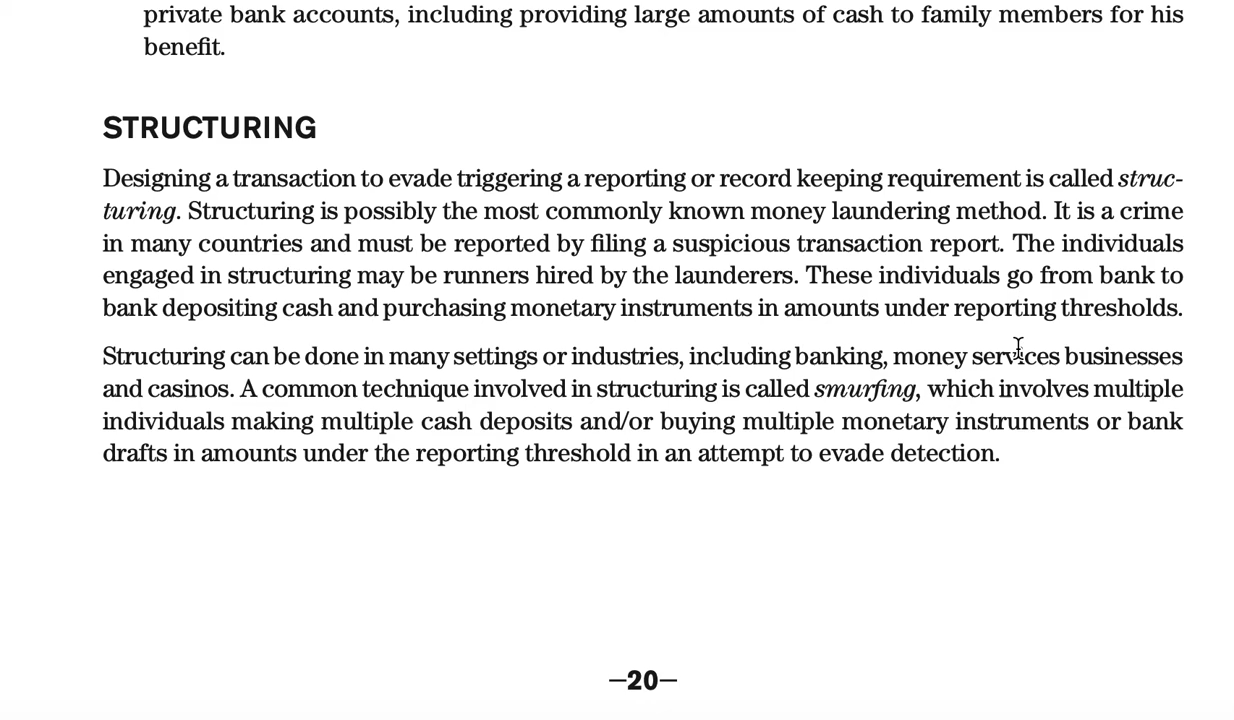 private bank accounts, including providing large amounts of cash to family members for his
benefit.
STRUCTURING
Designing a transaction to evade triggering a reporting or record keeping requirement is called struc-
turing. Structuring is possibly the most commonly known money laundering method. It is a crime
in many countries and must be reported by filing a suspicious transaction report. The individuals
engaged in structuring may be runners hired by the launderers. These individuals go from bank to
bank depositing cash and purchasing monetary instruments in amounts under reporting thresholds.
Structuring can be done in many settings or industries, including banking, money services businesses
and casinos. A common technique involved in structuring is called smurfing, which involves multiple
individuals making multiple cash deposits and/or buying multiple monetary instruments or bank
drafts in amounts under the reporting threshold in an attempt to evade detection.
—20—